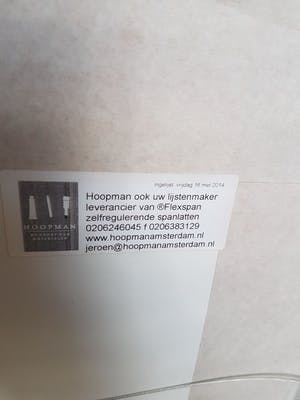 ingelijst: vrijdag 16 mei 2014
Hoopman ook uw lijstenmaker
leverancier van ®Flexspan
zelfregulerende spanlatten
0206246045 f 0206383129
www.hoopmanamsterdam.nl
jeroen@hoopmanamsterdam.nl
HOOPMAN